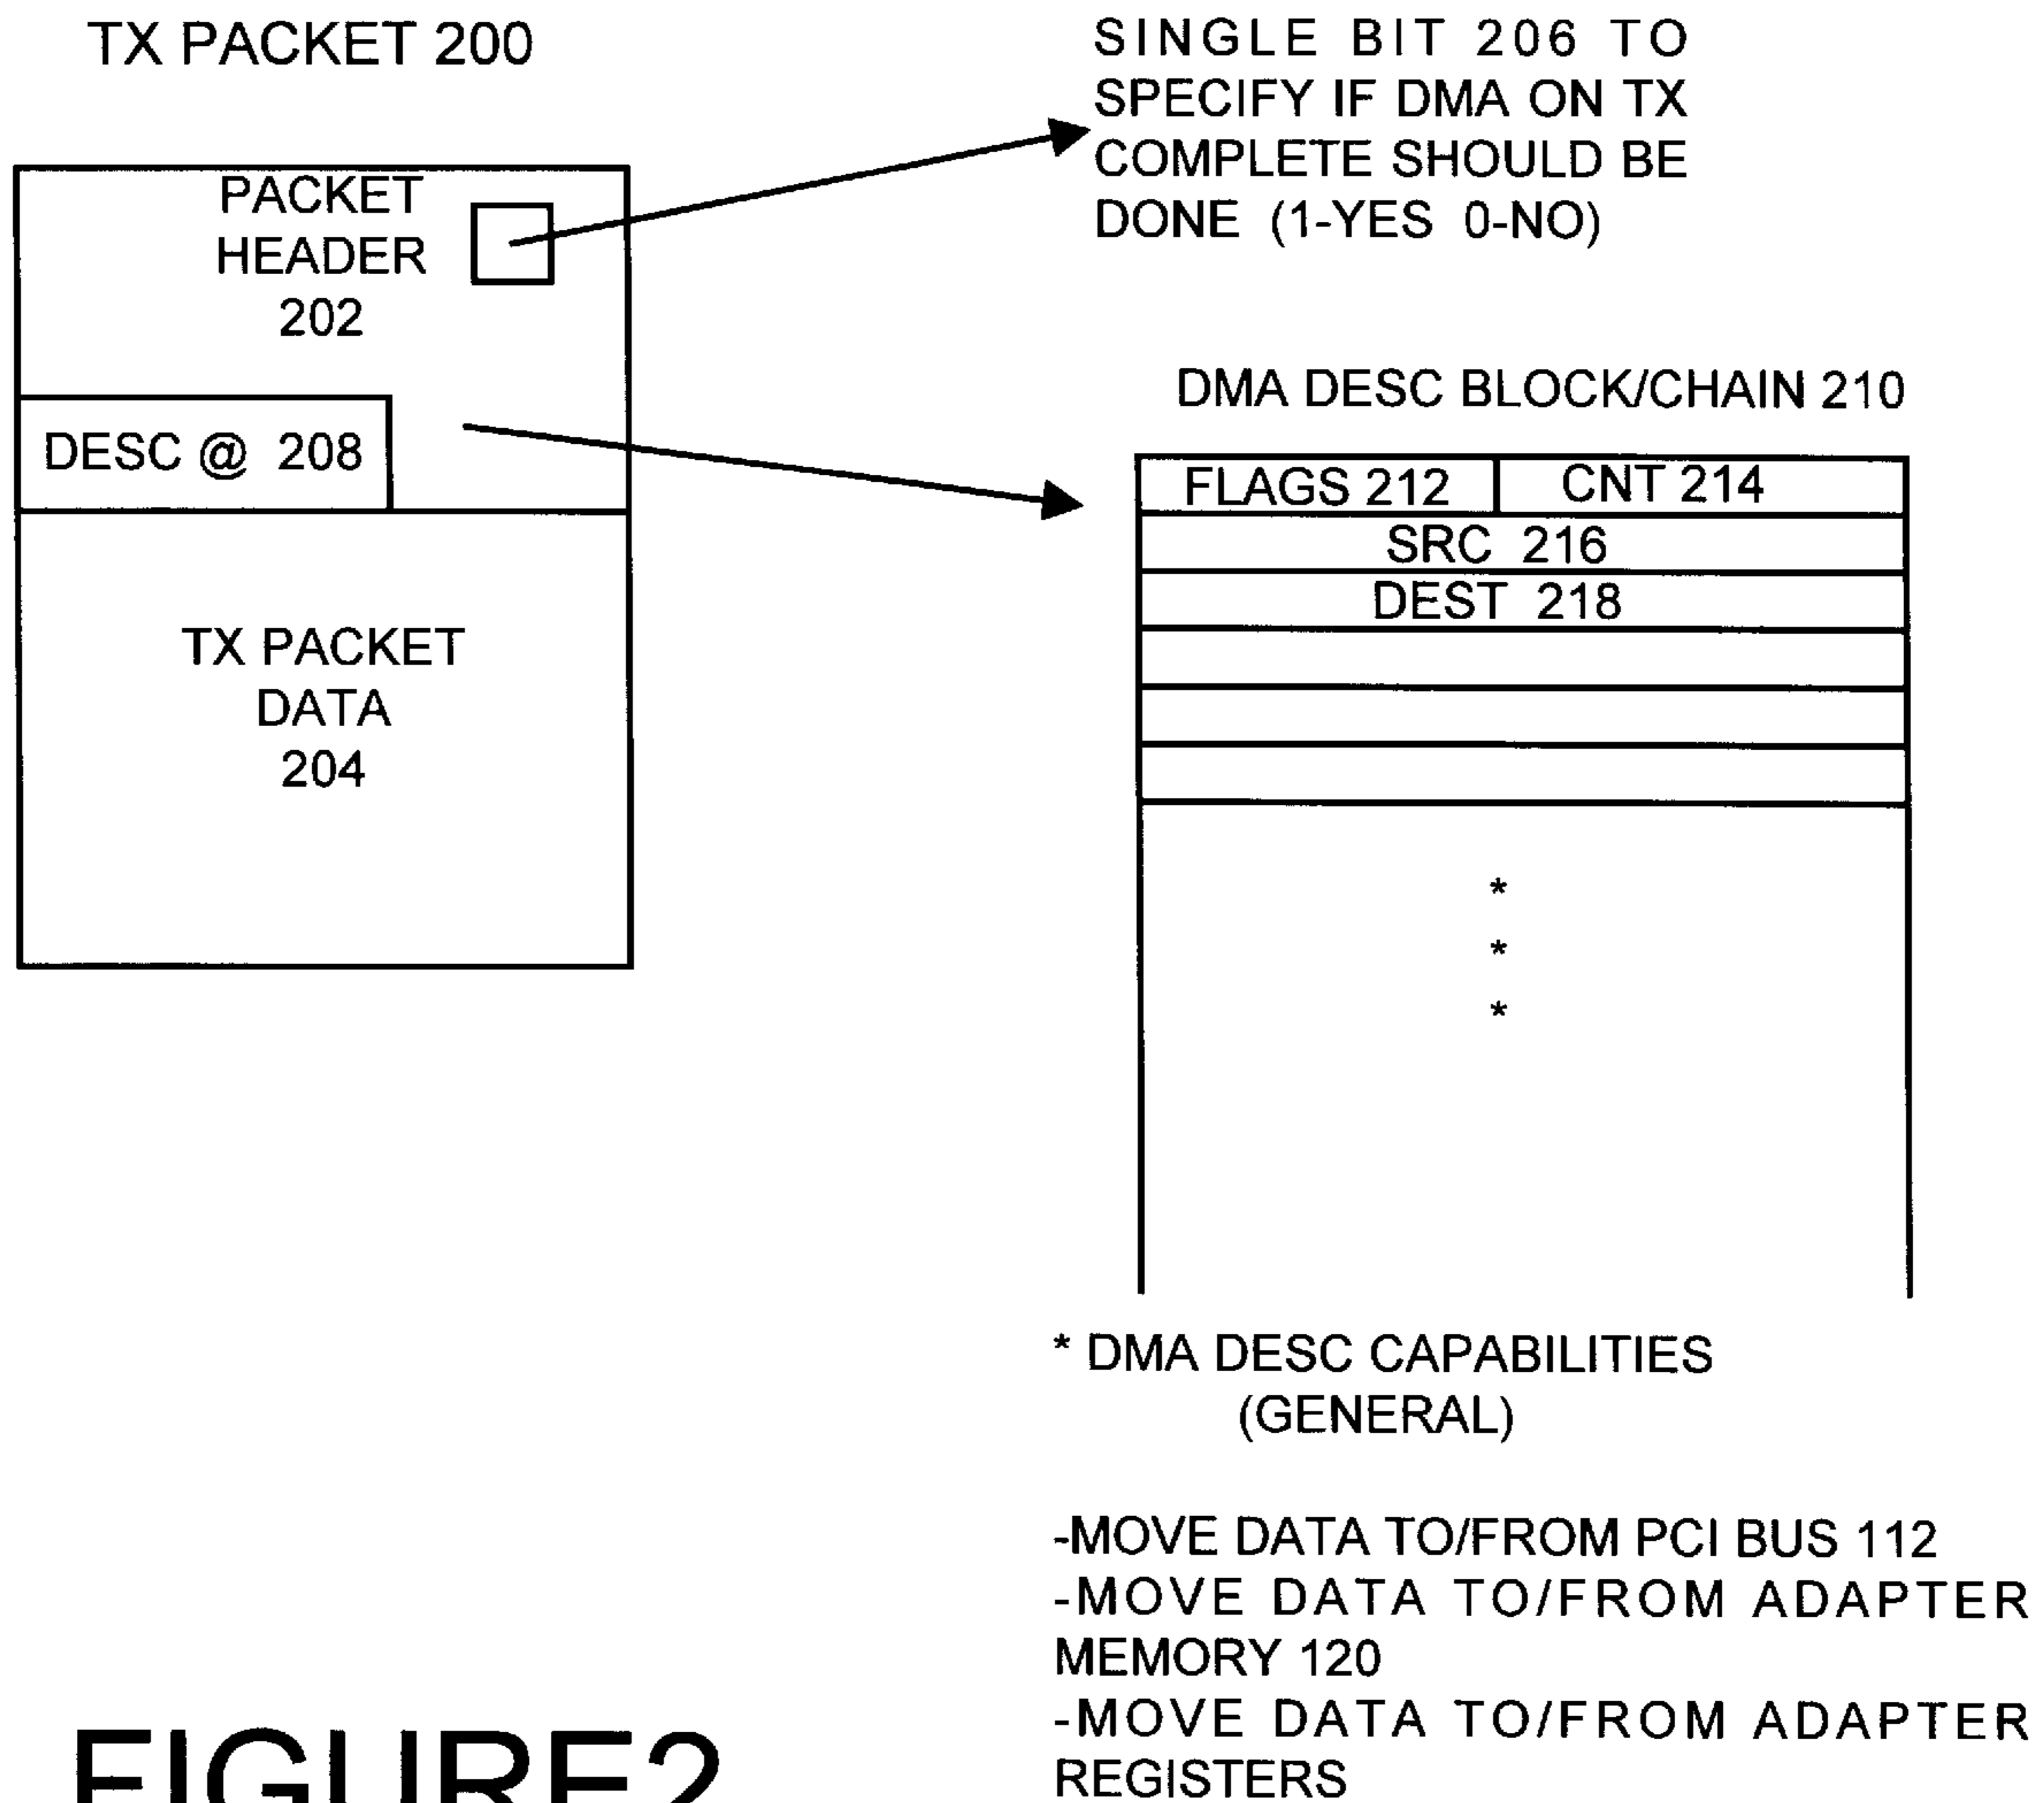 TX PACKET 200
PACKET
HEADER
202
DESC @ 208
TX PACKET
DATA
204
SINGLE BIT 206 TO
SPECIFY IF DMA ON TX
COMPLETE SHOULD BE
DONE (1-YES 0-NO)
DMA DESC BLOCK/CHAIN 210
FLAGS 212 CNT 214
SRC 216
DEST 218
*
*
*
* DMA DESC CAPABILITIES
(GENERAL)
-MOVE DATA TO/FROM PCI BUS 112
-MOVE DATA TO/FROM ADAPTER
MEMORY 120
-MOVE DATA TO/FROM ADAPTER
REGISTERS
FIGURE2